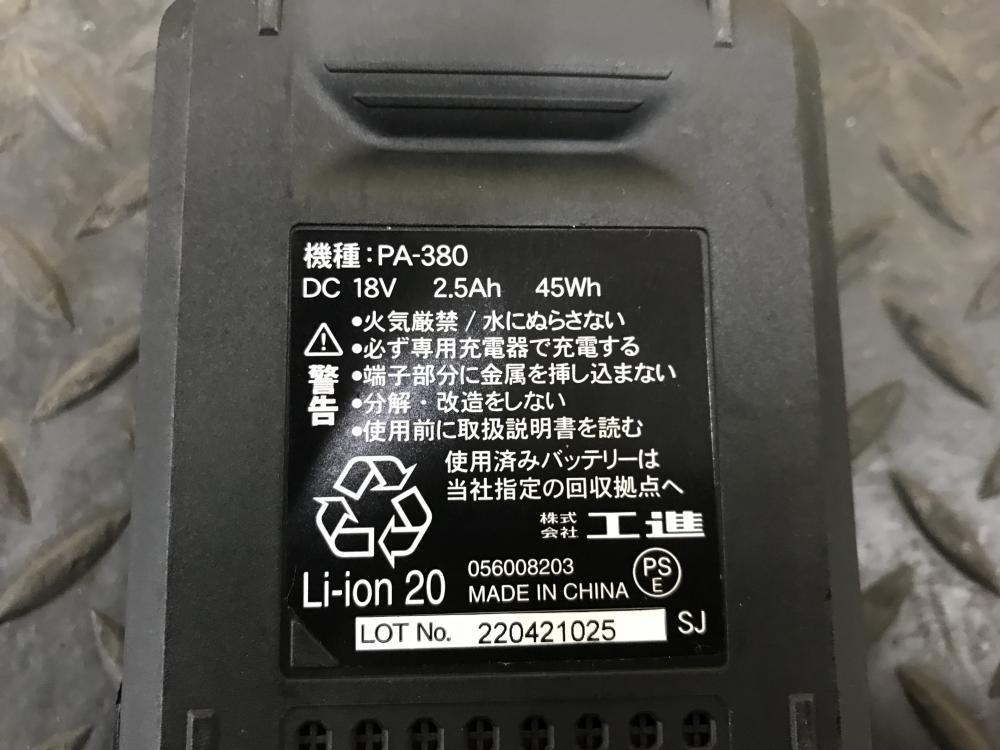 機種:PA-380
DC 18V 2.5Ah 45Wh
警告
•火気厳禁/水にぬらさない
•必ず専用充電器で充電する
•端子部分に金属を挿し込まない
•分解・改造をしない
•使用前に取扱説明書を読む
使用済みバッテリーは
当社指定の回収拠点へ
株式会社 工進
Li-ion 20
056008203
MADE IN CHINA
PS
E
LOT No. 220421025
SJ